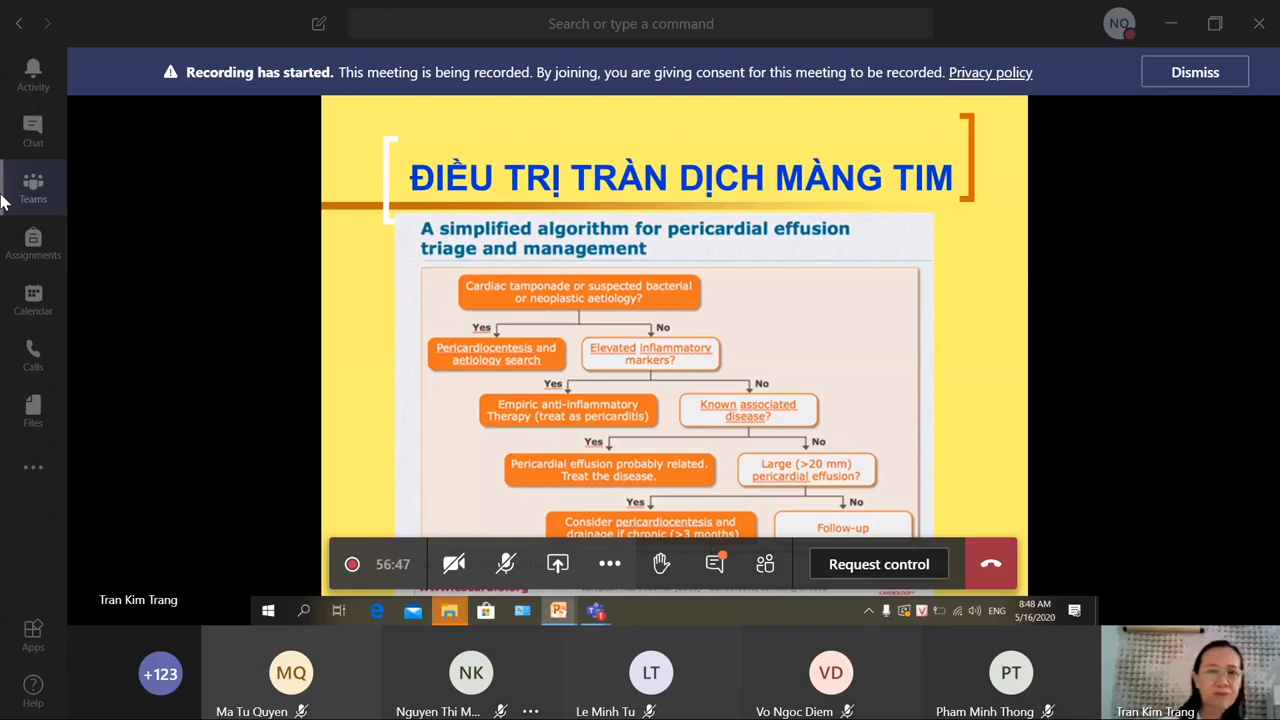 Search or type a command
NQ
Recording has started. This meeting is being recorded. By joining, you are giving consent for this meeting to be recorded. Privacy policy
Dismiss
Activity
Chat
Teams
Assignments
Calendar
Calls
Files
Apps
Help
ĐIỀU TRỊ TRÀN DỊCH MÀNG TIM
A simplified algorithm for pericardial effusion
triage and management
Cardiac tamponade or suspected bacterial
or neoplastic aetiology?
Yes
No
Pericardiocentesis and
aetiology search
Elevated inflammatory
markers?
Yes
No
Empiric anti-inflammatory
Therapy (treat as pericarditis)
Known associated
disease?
Yes
No
Pericardial effusion probably related.
Treat the disease.
Large (>20 mm)
pericardial effusion?
Yes
No
Consider pericardiocentesis and
drainage if chronic (>3 months)
Follow-up
56:47
Request control
Tran Kim Trang
ENG
8:48 AM
5/16/2020
+123
MQ
Ma Tu Quyen
NK
Nguyen Thi M...
LT
Le Minh Tu
VD
Vo Ngoc Diem
PT
Pham Minh Thong
Tran Kim Trang